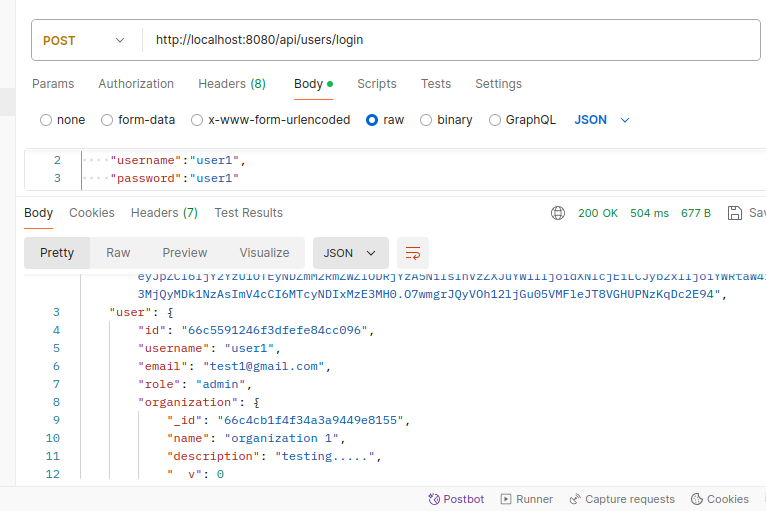 POST
http://localhost:8080/api/users/login
Params Authorization Headers (8) Body Scripts Tests Settings
none form-data x-www-form-urlencoded raw binary GraphQL JSON
2 "username":"user1",
3 "password":"user1"
Body Cookies Headers (7) Test Results 200 OK 504 ms 677 B Sav
Pretty Raw Preview Visualize JSON
3MjQyMDk1NzAsImV4cCI6MTcyNDIxMzE3MH0.O7wmgrJQyVOh12ljGu05VMFleJT8VGHUPNzKqDc2E94",
3 "user": {
4 "id": "66c5591246f3dfefe84cc096",
5 "username": "user1",
6 "email": "test1@gmail.com",
7 "role": "admin",
8 "organization": {
9 "_id": "66c4cb1f4f34a3a9449e8155",
10 "name": "organization 1",
11 "description": "testing.....",
12 "__v": 0
Postbot Runner Capture requests Cookies